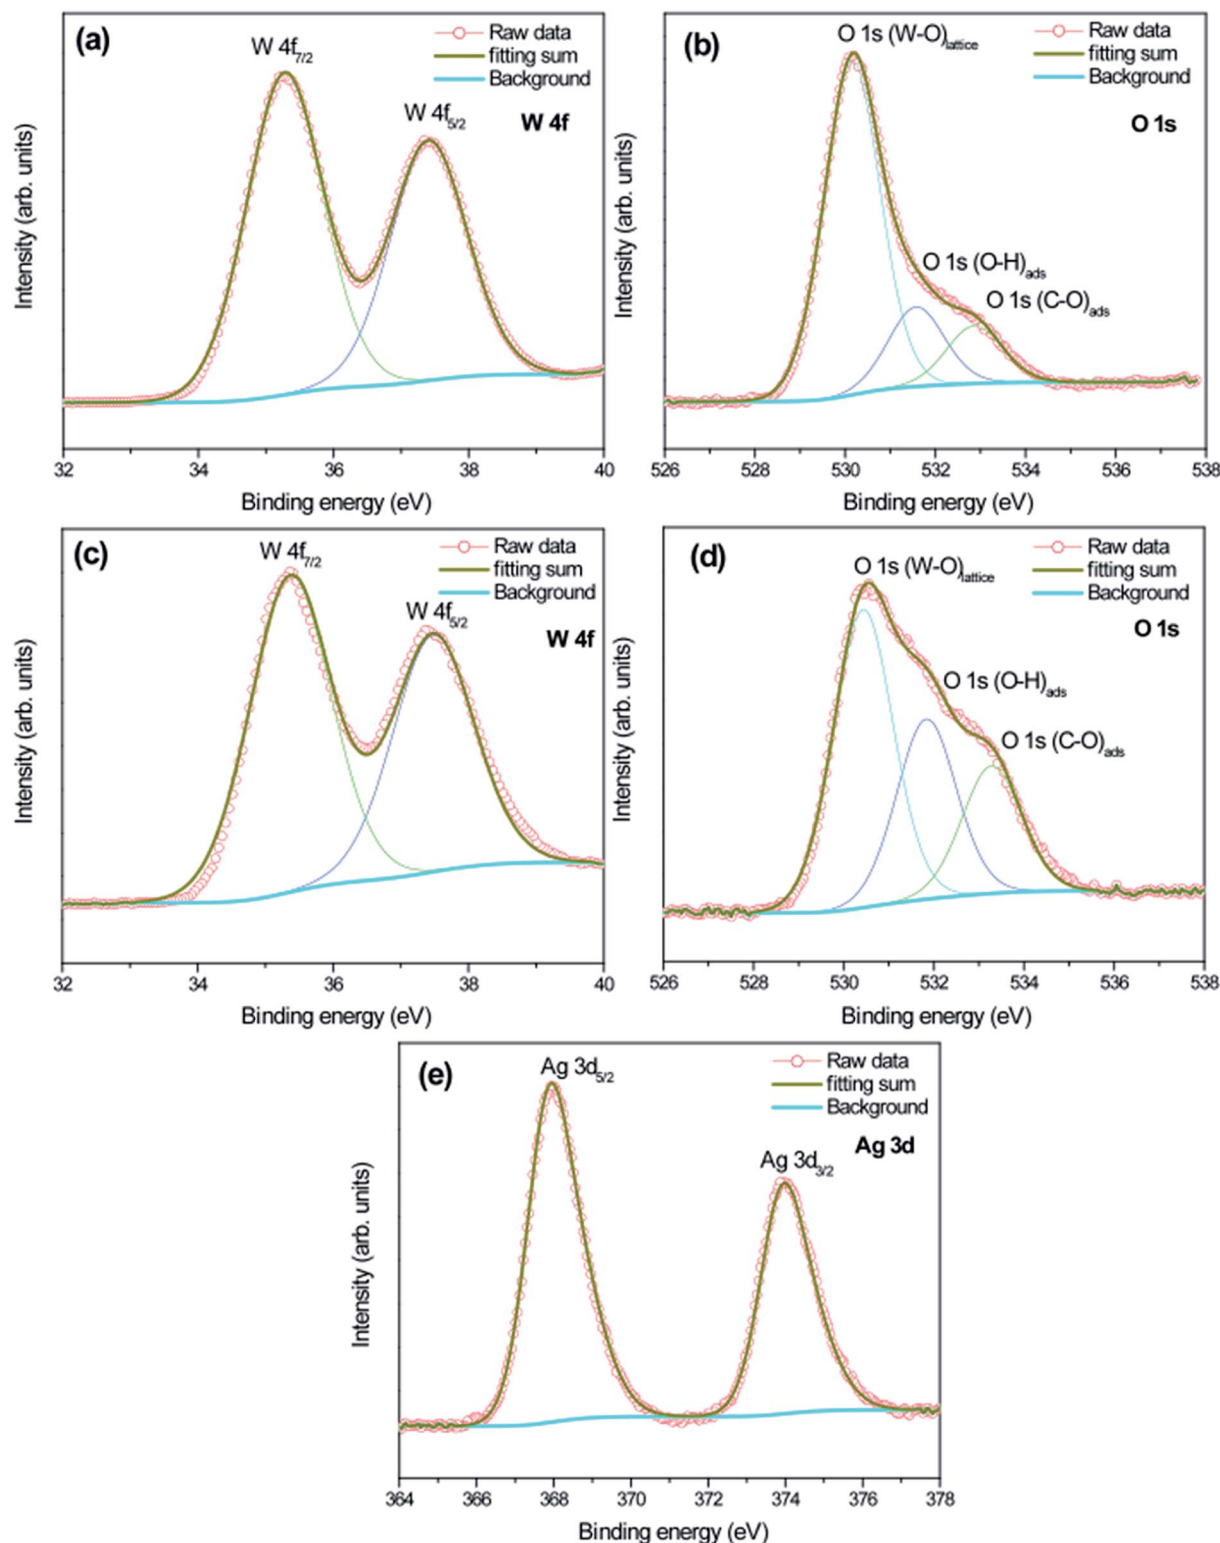 (a)
W 4f7/2
W 4f5/2
Raw data
fitting sum
Background
W 4f
Intensity (arb. units)
32 34 36 38 40
Binding energy (eV)
(b)
O 1s (W-O)lattice
O 1s (O-H)ads
O 1s (C-O)ads
Raw data
fitting sum
Background
O 1s
Intensity (arb. units)
526 528 530 532 534 536 538
Binding energy (eV)
(c)
W 4f7/2
W 4f5/2
Raw data
fitting sum
Background
W 4f
Intensity (arb. units)
32 34 36 38 40
Binding energy (eV)
(d)
O 1s (W-O)lattice
O 1s (O-H)ads
O 1s (C-O)ads
Raw data
fitting sum
Background
O 1s
Intensity (arb. units)
526 528 530 532 534 536 538
Binding energy (eV)
(e)
Ag 3d5/2
Ag 3d3/2
Raw data
fitting sum
Background
Ag 3d
Intensity (arb. units)
364 366 368 370 372 374 376 378
Binding energy (eV)